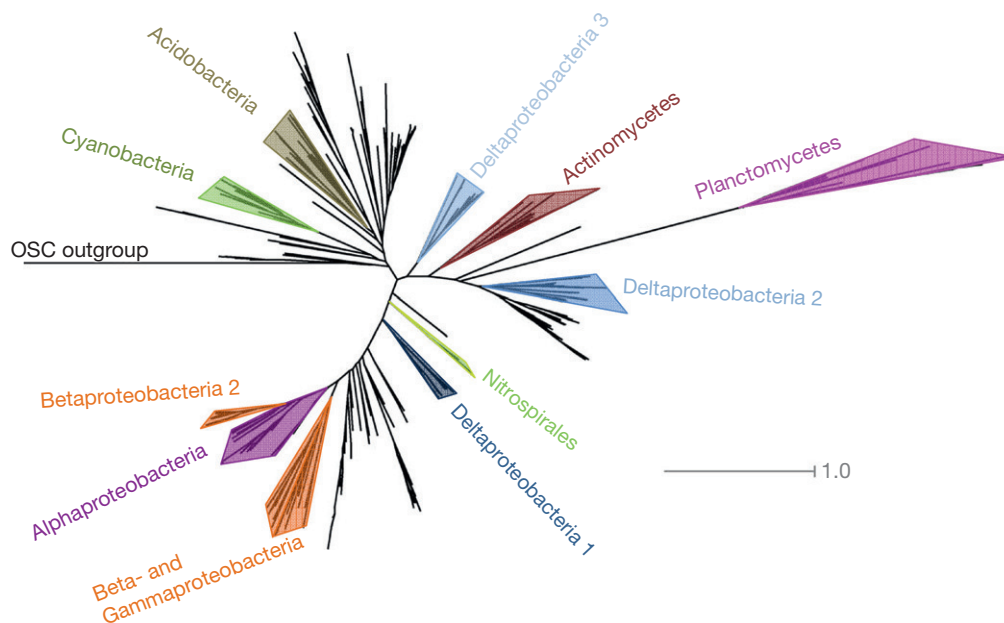 Acidobacteria
Deltaproteobacteria 3
Actinomycetes
Cyanobacteria
Planctomycetes
OSC outgroup
Deltaproteobacteria 2
Betaproteobacteria 2
Nitrospirales
Alphaproteobacteria
Deltaproteobacteria 1
1.0
Beta- and
Gammaproteobacteria